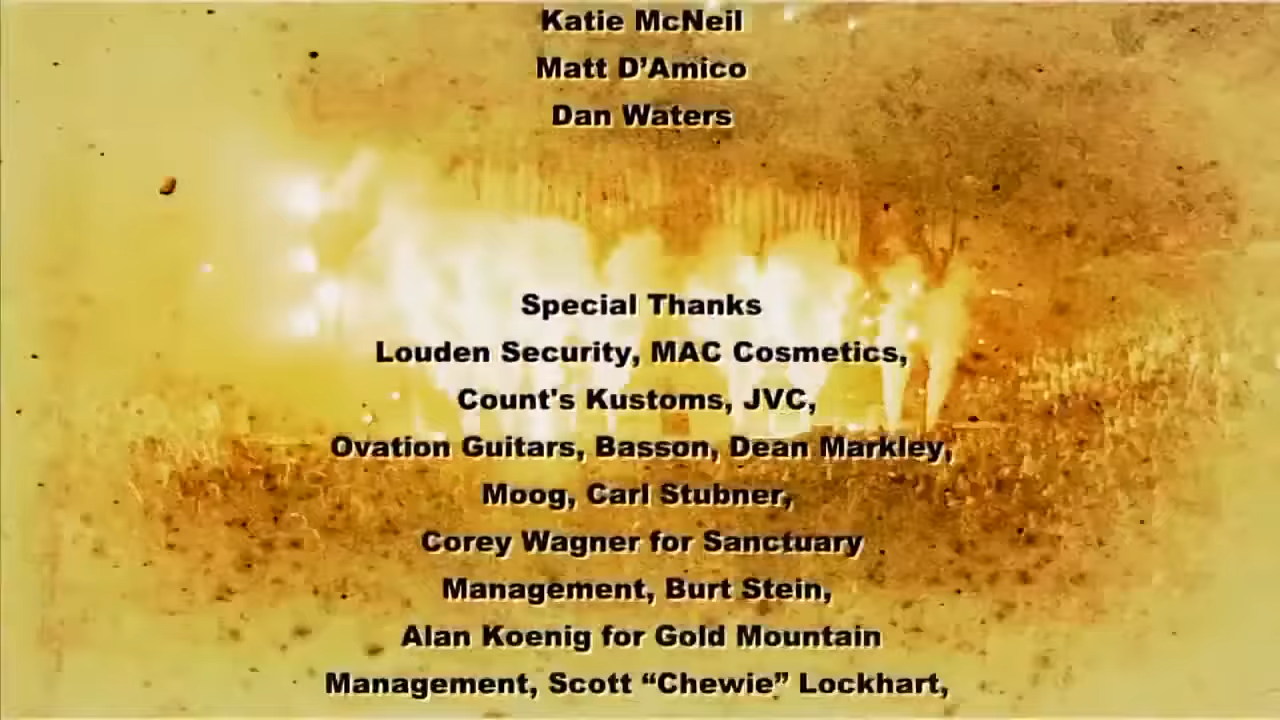 Katie McNeil
Matt D’Amico
Dan Waters
Special Thanks
Louden Security, MAC Cosmetics,
Count's Kustoms, JVC,
Ovation Guitars, Basson, Dean Markley,
Moog, Carl Stubner,
Corey Wagner for Sanctuary
Management, Burt Stein,
Alan Koenig for Gold Mountain
Management, Scott “Chewie” Lockhart,